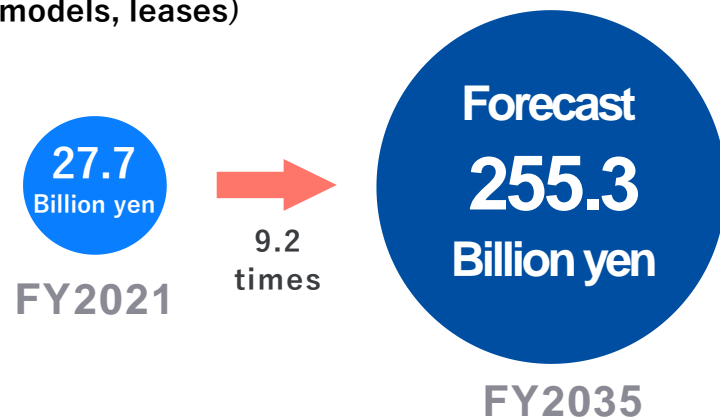 models, leases)
27.7
Billion yen
FY2021
9.2
times
Forecast
255.3
Billion yen
FY2035